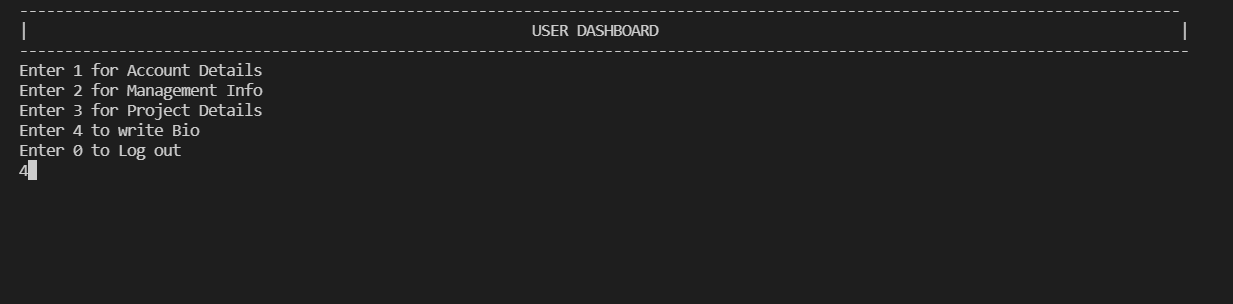 ---------------------------------------------------------------------------------------------------------------------------------
|                                                        USER DASHBOARD                                                          |
----------------------------------------------------------------------------------------------------------------------------------
Enter 1 for Account Details
Enter 2 for Management Info
Enter 3 for Project Details
Enter 4 to write Bio
Enter 0 to Log out
4